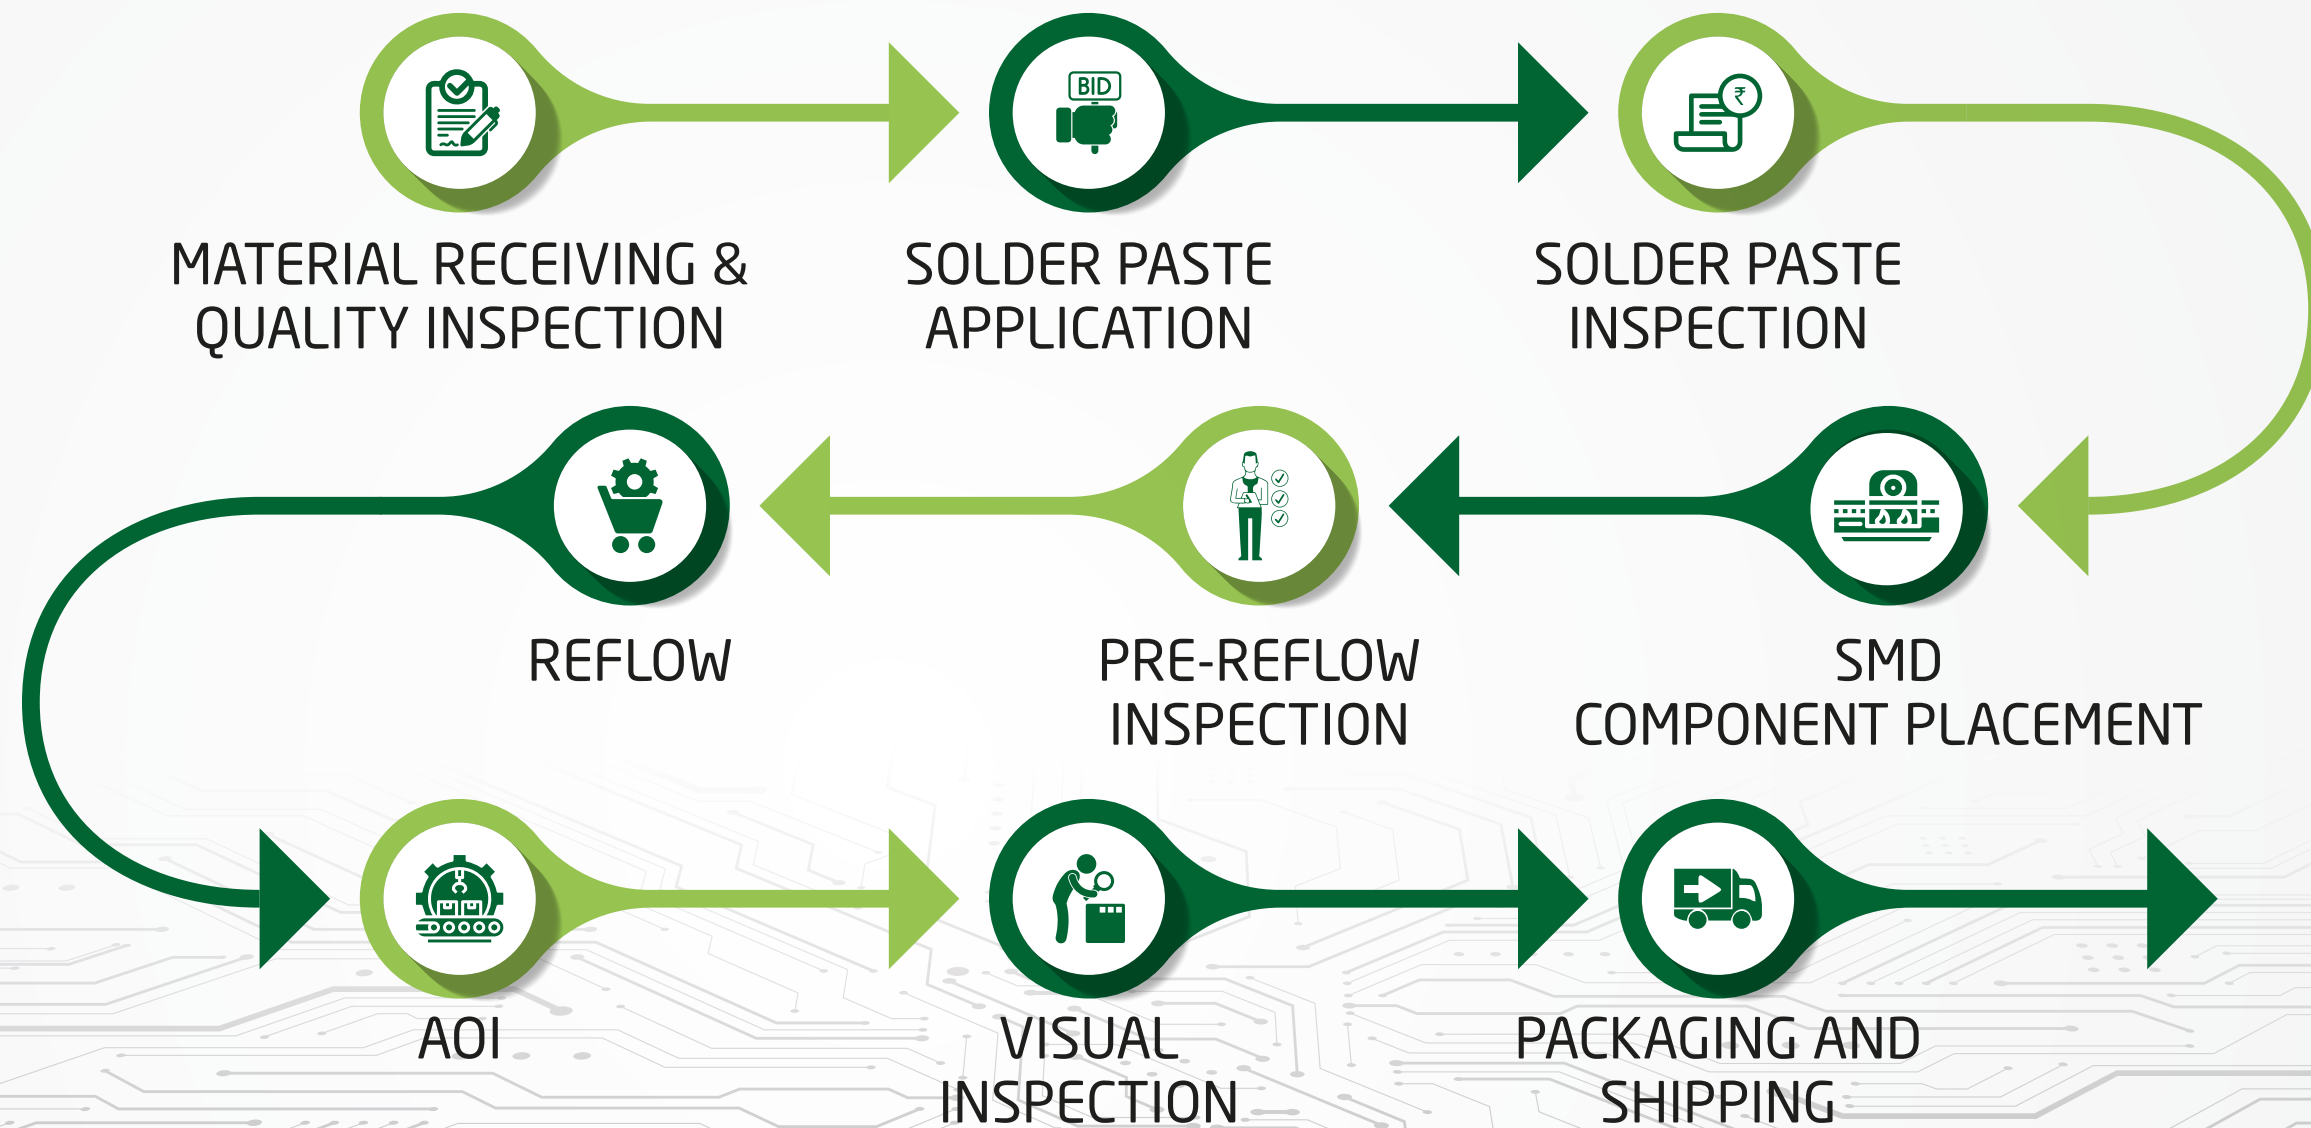 BID
₹
MATERIAL RECEIVING &
QUALITY INSPECTION
SOLDER PASTE
APPLICATION
SOLDER PASTE
INSPECTION
SMD
COMPONENT PLACEMENT
PRE-REFLOW
INSPECTION
REFLOW
AOI
VISUAL
INSPECTION
PACKAGING AND
SHIPPING